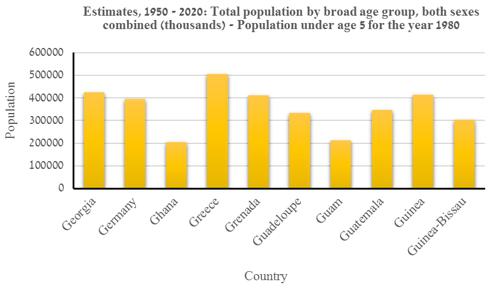 Estimates, 1950 - 2020: Total population by broad age group, both sexes
combined (thousands) - Population under age 5 for the year 1980
600000
500000
400000
300000
200000
100000
0
Population
Georgia
Germany
Ghana
Greece
Grenada
Guadeloupe
Guam
Guatemala
Guinea
Guinea-Bissau
Country